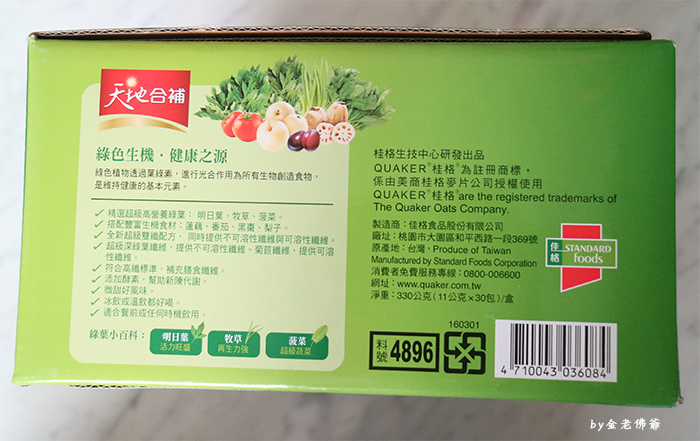 天地合補
綠色生機・健康之源
綠色植物透過葉綠素，進行光合作用為所有生物創造食物，
是維持健康的基本元素。
✓ 精選超級高營養綠葉： 明日葉、牧草、菠菜。
✓ 搭配豐富生機食材：蓮藕、番茄、黑棗、梨子。
✓ 全新超級雙纖配方、 同時提供不可溶性纖維與可溶性纖維。
✓ 超級深綠葉纖維，提供不可溶性纖維。菊苣纖維，提供可溶
性纖維。
✓ 符合高纖標準，補充膳食纖維。
✓ 添加酵素，幫助新陳代謝。
✓ 微甜好風味。
✓ 冰飲或溫飲都好喝。
✓ 適合餐前或任何時機飲用。
綠葉小百科：
明日葉
活力旺盛
牧草
再生力強
菠菜
超級蔬菜
桂格生技中心研發出品
QUAKER®桂格®為註冊商標，
係由美商桂格麥片公司授權使用
QUAKER®桂格®are the registered trademarks of
The Quaker Oats Company.
製造商：佳格食品股份有限公司
廠址：桃園市大園區和平西路一段369號
原產地：台灣，Produce of Taiwan
Manufactured by Standard Foods Corporation
消費者免費服務專線：0800-006600
網址：www.quaker.com.tw
淨重：330公克(11公克×30包)/盒
佳格
STANDARD
foods
160301
料號
4896
4 710043 036084
by金老佛爺